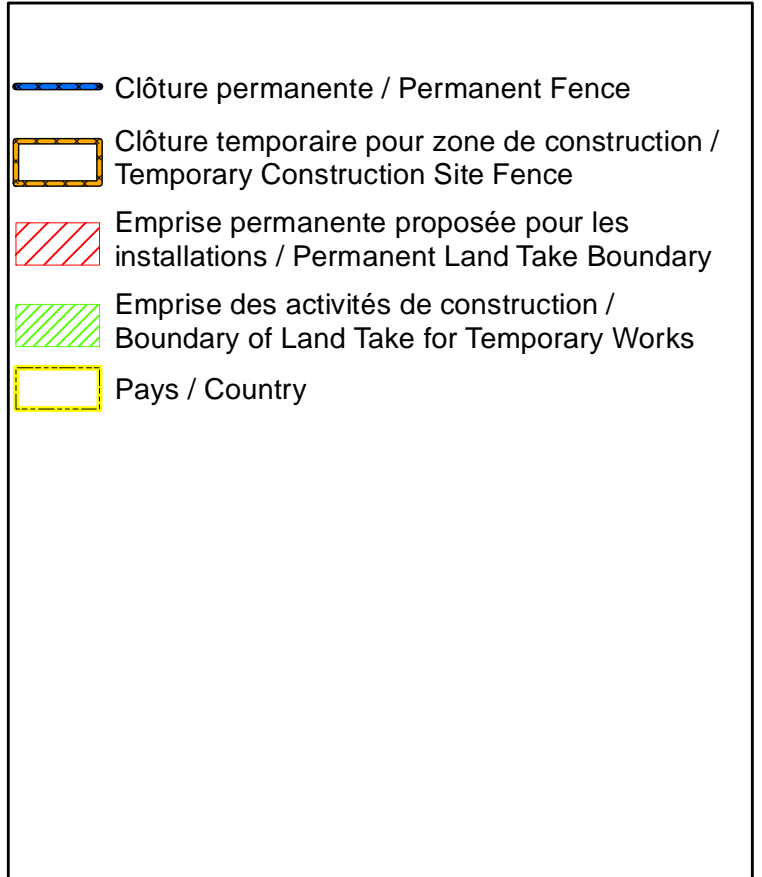 Clôture permanente / Permanent Fence
Clôture temporaire pour zone de construction /
Temporary Construction Site Fence
Emprise permanente proposée pour les
installations / Permanent Land Take Boundary
Emprise des activités de construction /
Boundary of Land Take for Temporary Works
Pays / Country